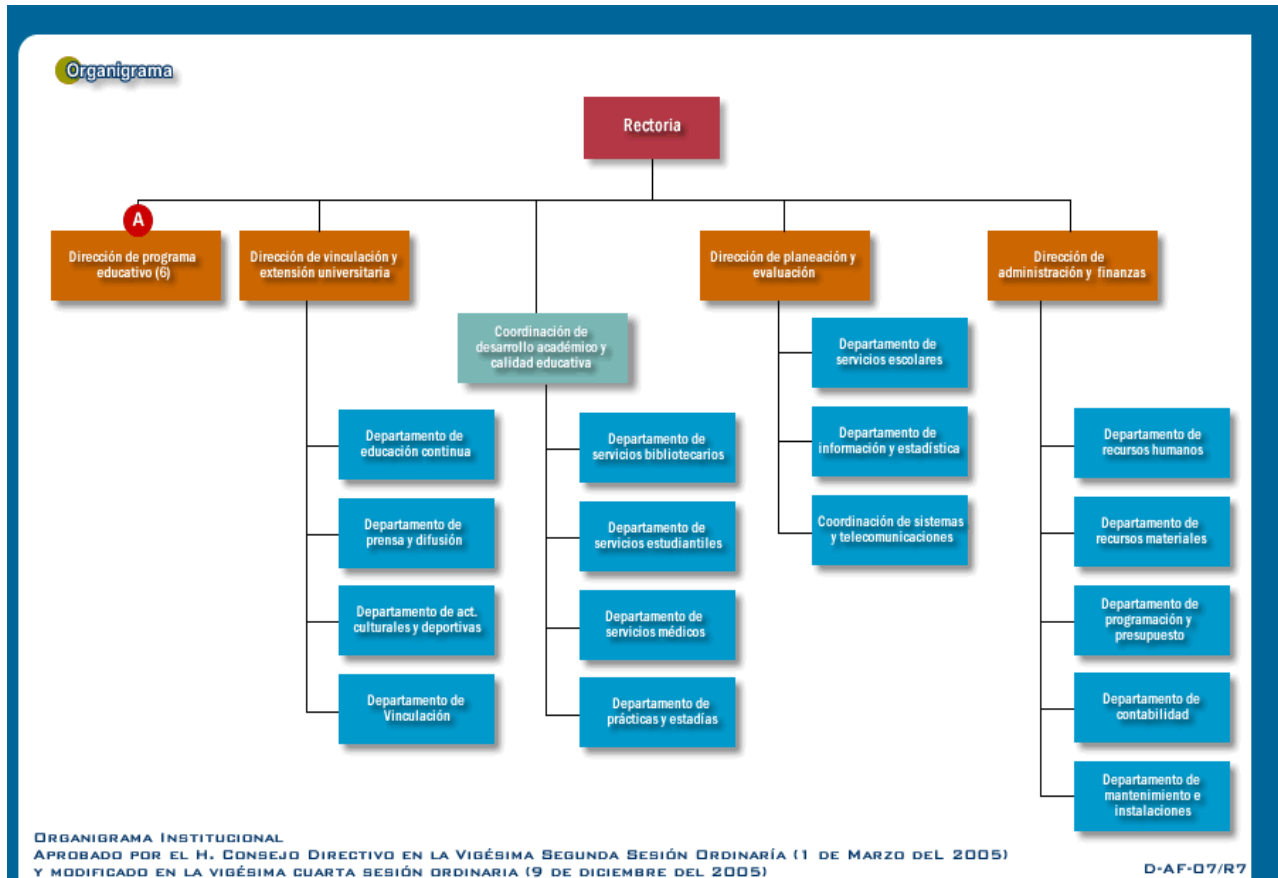 Organigrama
Rectoria
A
Dirección de programa
educativo (6)
Dirección de vinculación y
extensión universitaria
Dirección de planeación y
evaluación
Dirección de
administración y finanzas
Coordinación de
desarrollo académico y
calidad educativa
Departamento de
educación continua
Departamento de
prensa y difusión
Departamento de act.
culturales y deportivas
Departamento de
Vinculación
Departamento de
servicios bibliotecarios
Departamento de
servicios estudiantiles
Departamento de
servicios médicos
Departamento de
prácticas y estadías
Departamento de
servicios escolares
Departamento de
información y estadística
Coordinación de sistemas
y telecomunicaciones
Departamento de
recursos humanos
Departamento de
recursos materiales
Departamento de
programación y
presupuesto
Departamento de
contabilidad
Departamento de
mantenimiento e
instalaciones
Organigrama Institucional
Aprobado por el H. Consejo Directivo en la Vigésima Segunda Sesión Ordinaría (1 de Marzo del 2005)
y modificado en la vigésima cuarta sesión ordinaria (9 de diciembre del 2005)
D-AF-07/R7